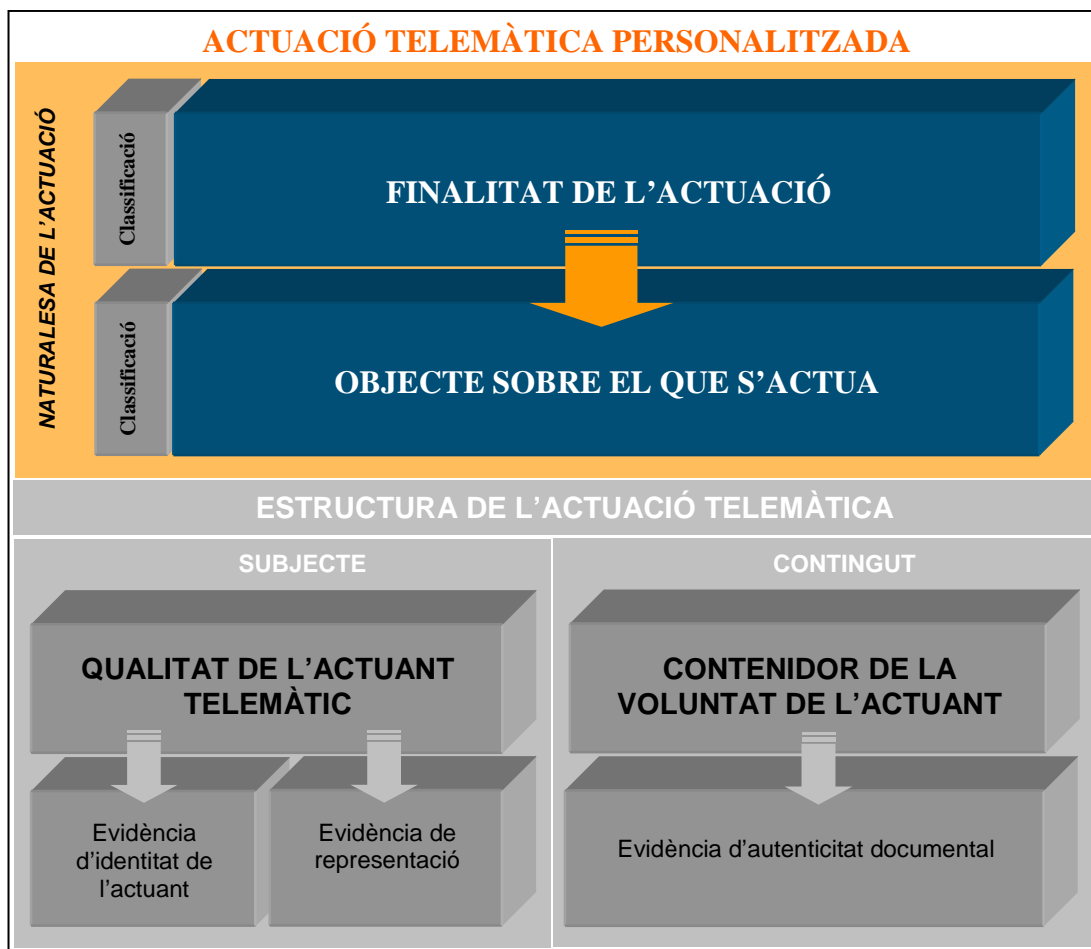 ACTUACIÓ TELEMÀTICA PERSONALITZADA
NATURALESA DE L'ACTUACIÓ
Classificació
FINALITAT DE L'ACTUACIÓ
Classificació
OBJECTE SOBRE EL QUE S'ACTUA
ESTRUCTURA DE L'ACTUACIÓ TELEMÀTICA
SUBJECTE
QUALITAT DE L'ACTUANT
TELEMÀTIC
Evidència
d'identitat de
l'actuant
Evidència de
representació
CONTINGUT
CONTENIDOR DE LA
VOLUNTAT DE L'ACTUANT
Evidència d'autenticitat documental